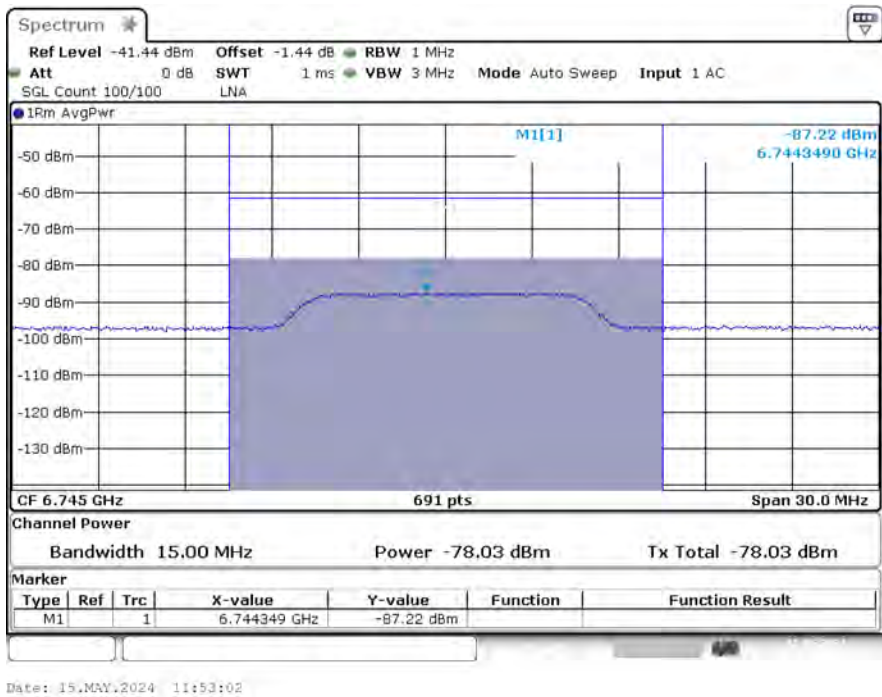 Spectrum
Ref Level -41.44 dBm Offset -1.44 dB RBW 1 MHz
Att 0 dB SWT 1 ms VBW 3 MHz Mode Auto Sweep Input 1 AC
SGL Count 100/100 LNA
1Rm AvgPwr
M1[1] -87.22 dBm
6.7443490 GHz
-50 dBm
-60 dBm
-70 dBm
-80 dBm
-90 dBm
-100 dBm
-110 dBm
-120 dBm
-130 dBm
CF 6.745 GHz 691 pts Span 30.0 MHz
Channel Power
Bandwidth 15.00 MHz Power -78.03 dBm Tx Total -78.03 dBm
Marker
Type Ref Trc X-value Y-value Function Function Result
M1 1 6.744349 GHz -87.22 dBm
Date: 15.MAY.2024 11:53:02